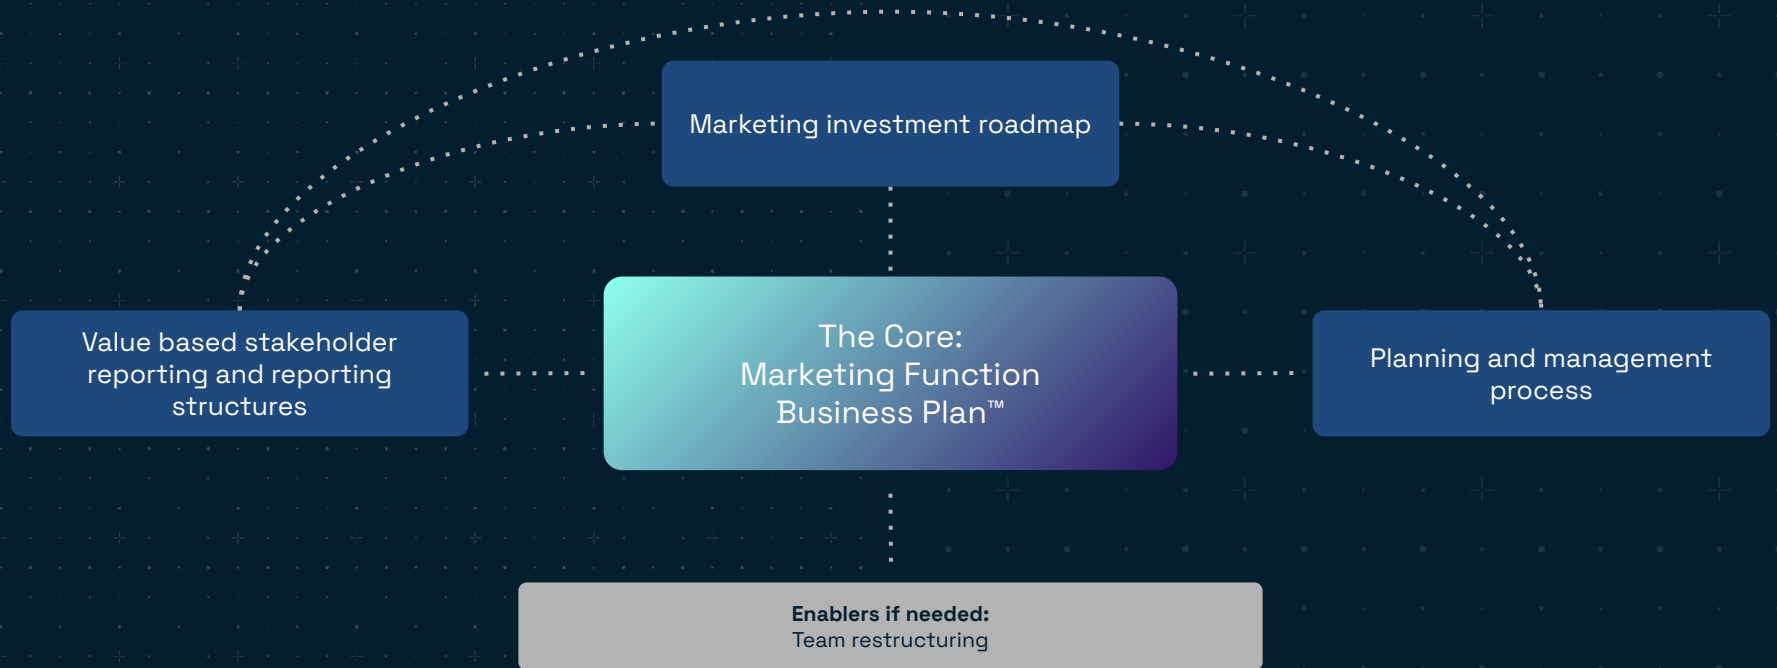 Marketing investment roadmap
Value based stakeholder
reporting and reporting
structures
The Core:
Marketing Function
Business Plan™
Planning and management
process
Enablers if needed:
Team restructuring